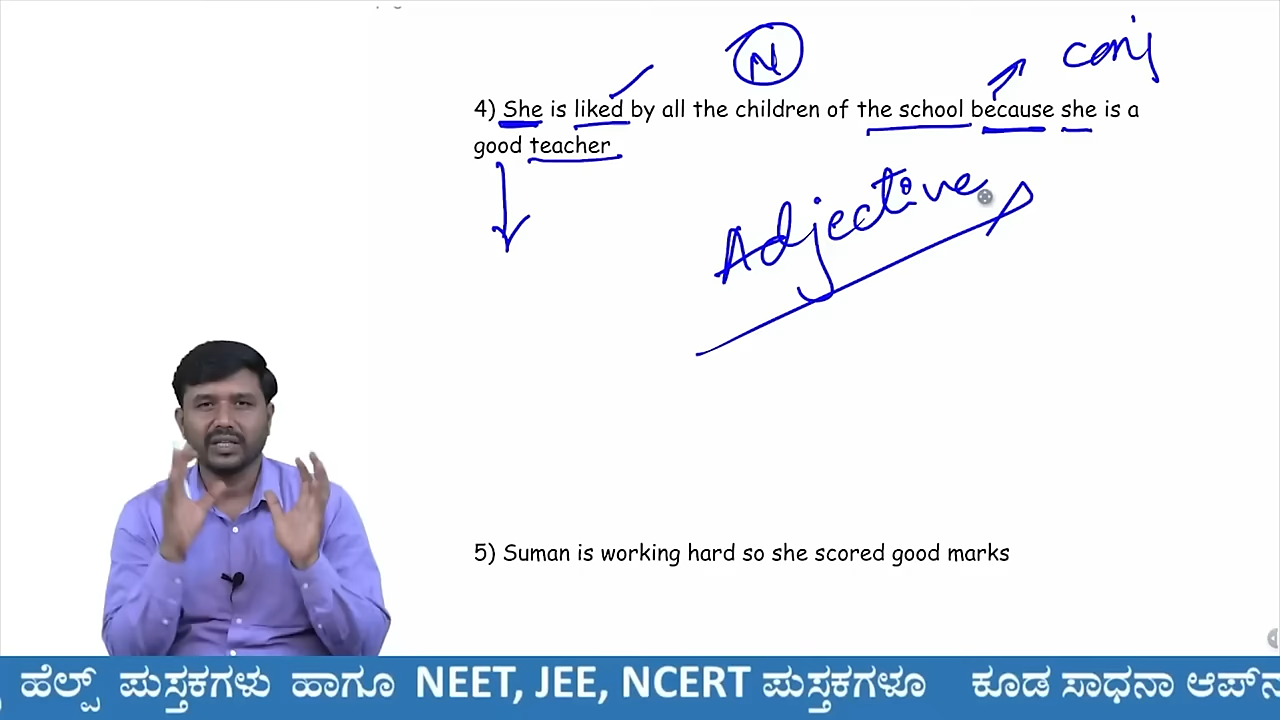 N
conj
4) She is liked by all the children of the school because she is a
good teacher
Adjective
5) Suman is working hard so she scored good marks
ಹೆಲ್ಪ್ ಪುಸ್ತಕಗಳು ಹಾಗೂ NEET, JEE, NCERT ಪುಸ್ತಕಗಳೂ ಕೂಡ ಸಾಧನಾ ಆಪ್‌ನ